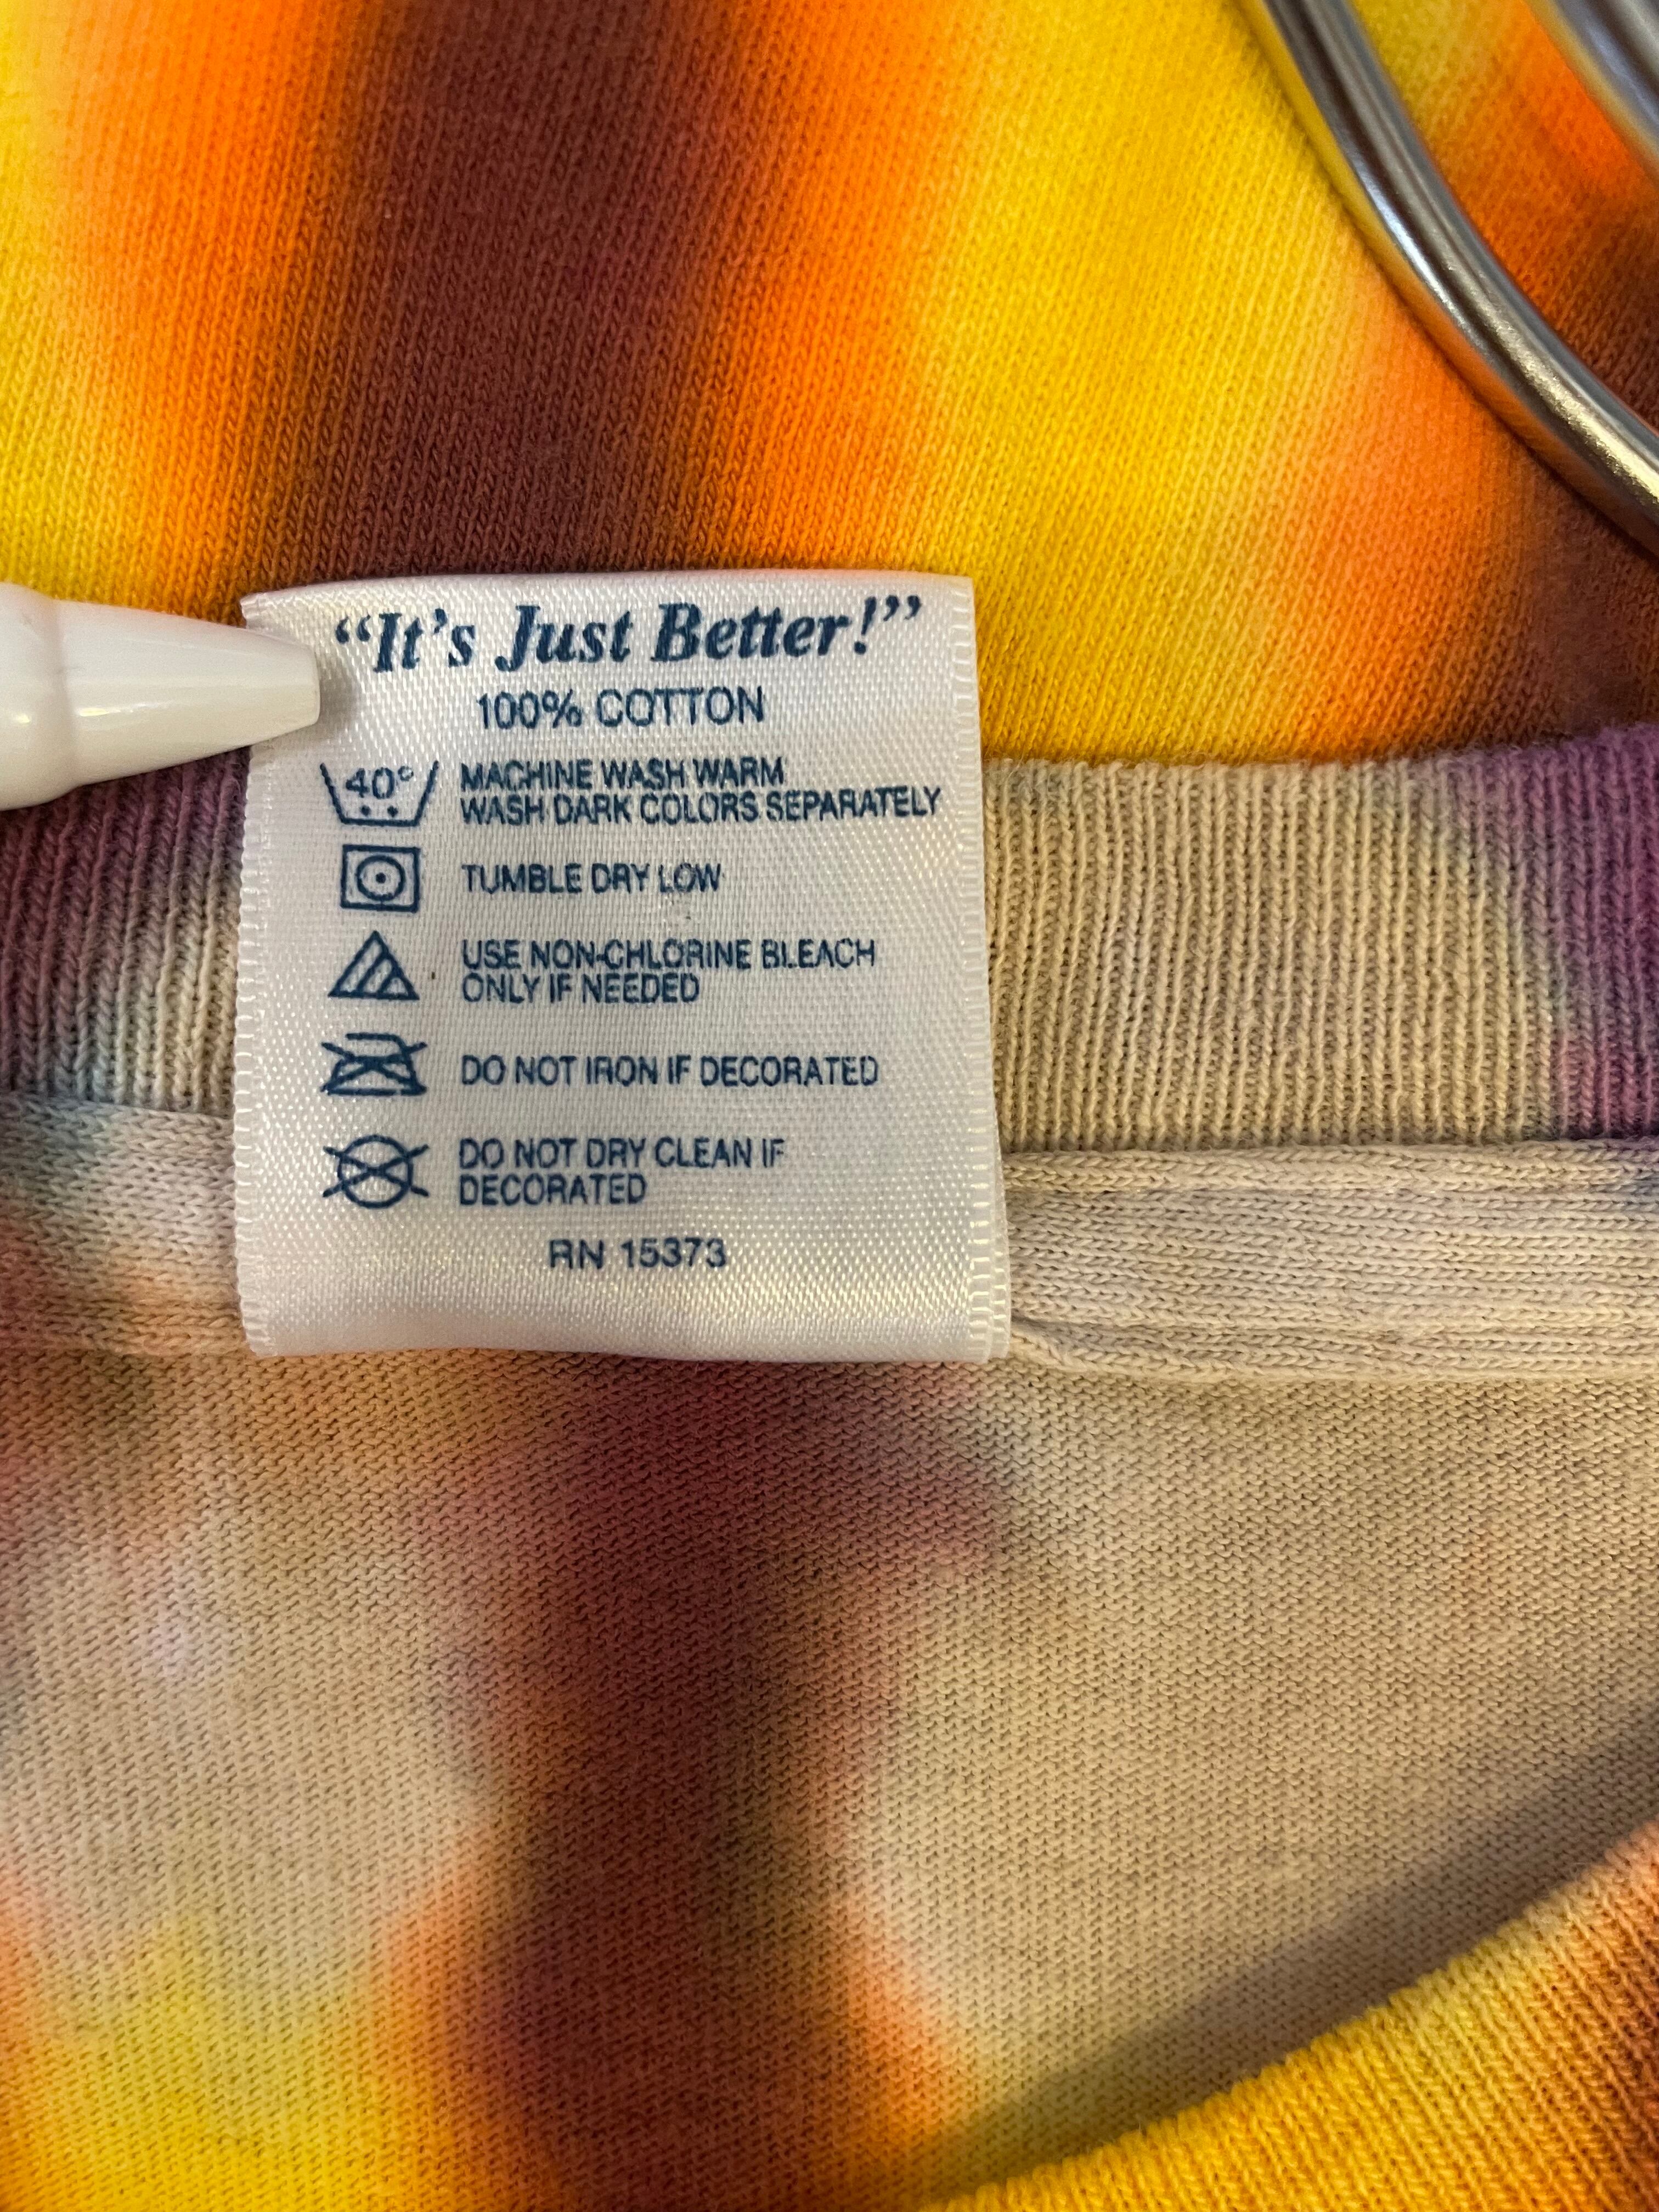 “It’s Just Better!”
100% COTTON
40°
MACHINE WASH WARM
WASH DARK COLORS SEPARATELY
TUMBLE DRY LOW
USE NON-CHLORINE BLEACH
ONLY IF NEEDED
DO NOT IRON IF DECORATED
DO NOT DRY CLEAN IF
DECORATED
RN 15373